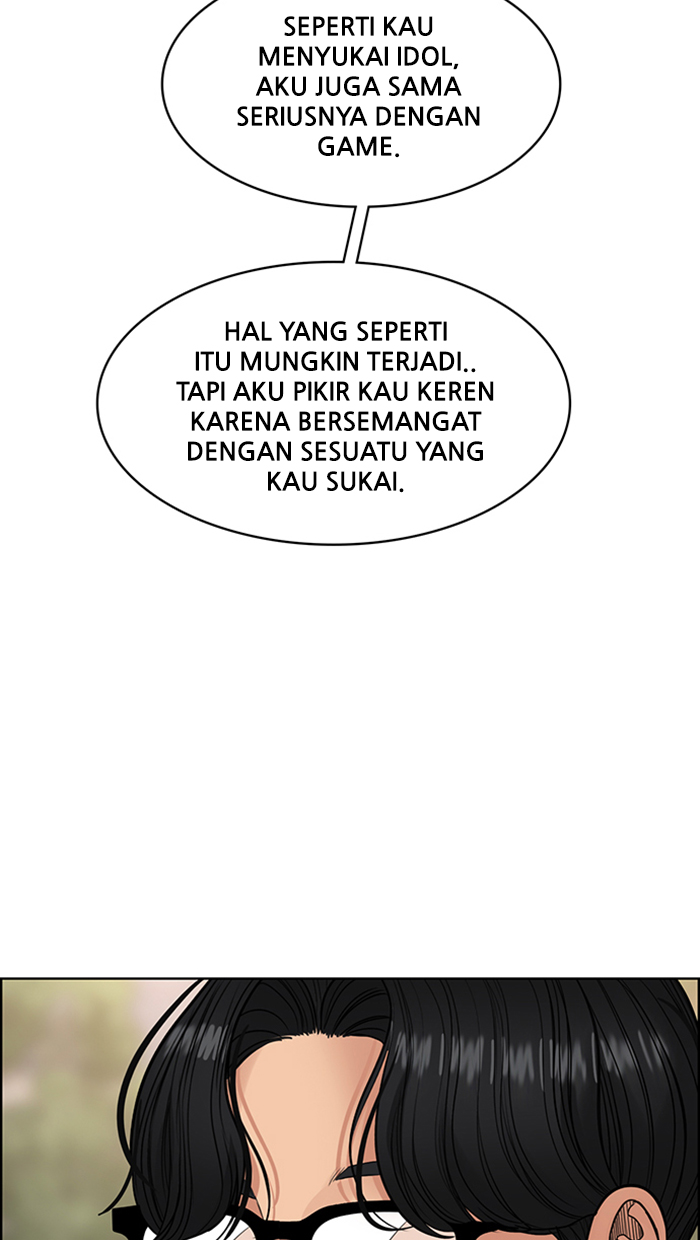 SEPERTI KAU
MENYUKAI IDOL,
AKU JUGA SAMA
SERIUSNYA DENGAN
GAME.
HAL YANG SEPERTI
ITU MUNGKIN TERJADI..
TAPI AKU PIKIR KAU KEREN
KARENA BERSEMANGAT
DENGAN SESUATU YANG
KAU SUKAI.